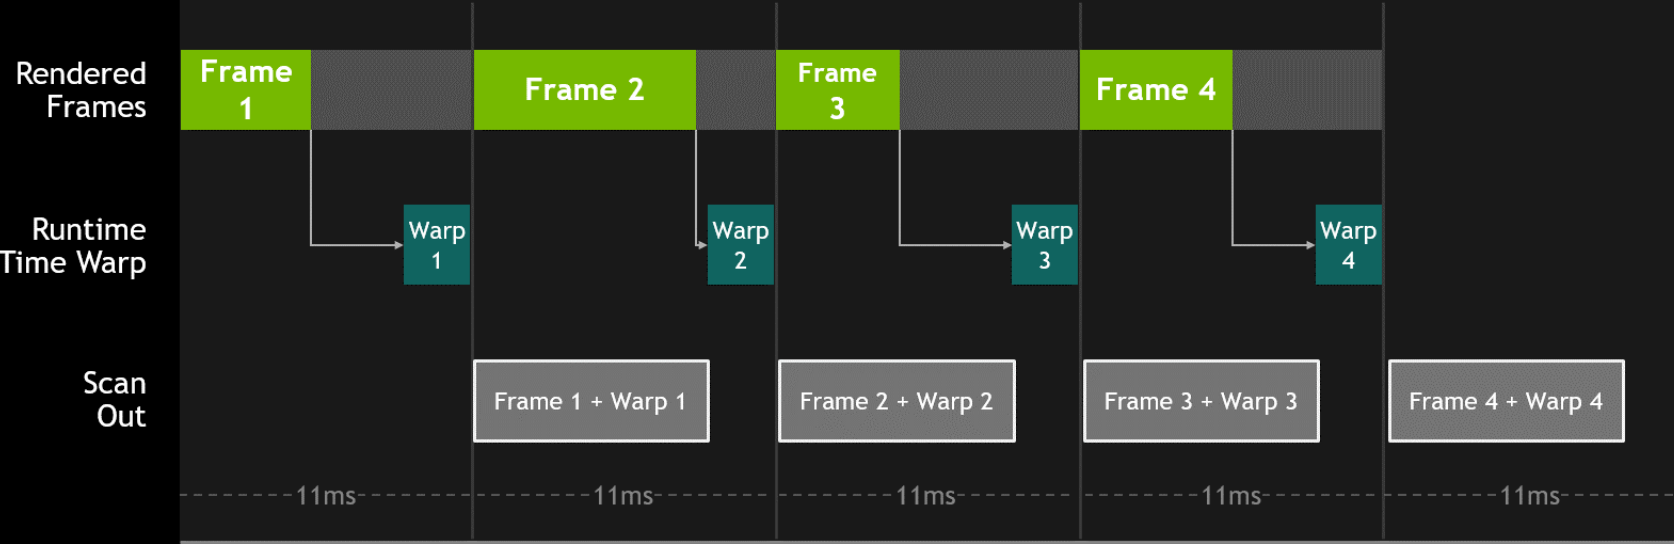 Rendered
Frames
Frame
1
Frame 2
Frame
3
Frame 4
Runtime
Time Warp
Warp
1
Warp
2
Warp
3
Warp
4
Scan
Out
Frame 1 + Warp 1
Frame 2 + Warp 2
Frame 3 + Warp 3
Frame 4 + Warp 4
11ms
11ms
11ms
11ms
11ms